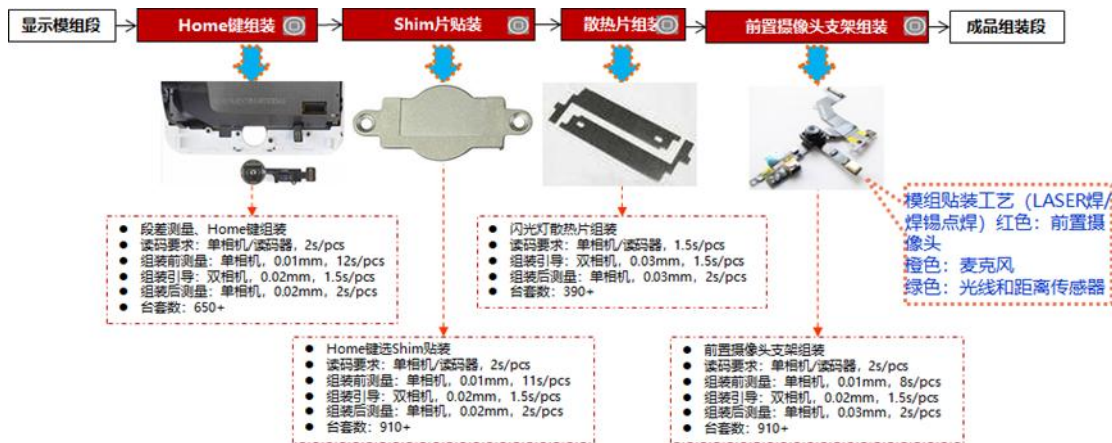 显示模组段
Home键组装
Shim片贴装
散热片组装
前置摄像头支架组装
成品组装段
模组贴装工艺（LASER焊/
焊锡点焊）红色：前置摄
像头
橙色：麦克风
绿色：光线和距离传感器
● 段差测量、Home键组装
● 读码要求：单相机/读码器，2s/pcs
● 组装前测量：单相机，0.01mm，12s/pcs
● 组装引导：双相机，0.02mm，1.5s/pcs
● 组装后测量：单相机，0.02mm，2s/pcs
● 台套数：650+
● 闪光灯散热片组装
● 读码要求：单相机/读码器，1.5s/pcs
● 组装引导：双相机，0.03mm，1.5s/pcs
● 组装后测量：单相机，0.03mm，2s/pcs
● 台套数：390+
● Home键选Shim贴装
● 读码要求：单相机/读码器，2s/pcs
● 组装前测量：单相机，0.01mm，11s/pcs
● 组装引导：双相机，0.02mm，1.5s/pcs
● 组装后测量：单相机，0.02mm，2s/pcs
● 台套数：910+
● 前置摄像头支架组装
● 读码要求：单相机/读码器，2s/pcs
● 组装前测量：单相机，0.01mm，8s/pcs
● 组装引导：双相机，0.02mm，1.5s/pcs
● 组装后测量：单相机，0.03mm，2s/pcs
● 台套数：910+